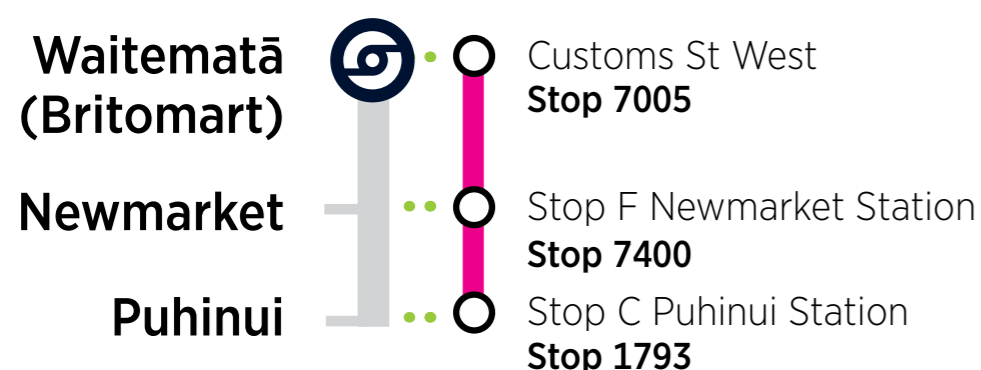 Waitematā
(Britomart)
Customs St West
Stop 7005
Newmarket
Stop F Newmarket Station
Stop 7400
Puhinui
Stop C Puhinui Station
Stop 1793